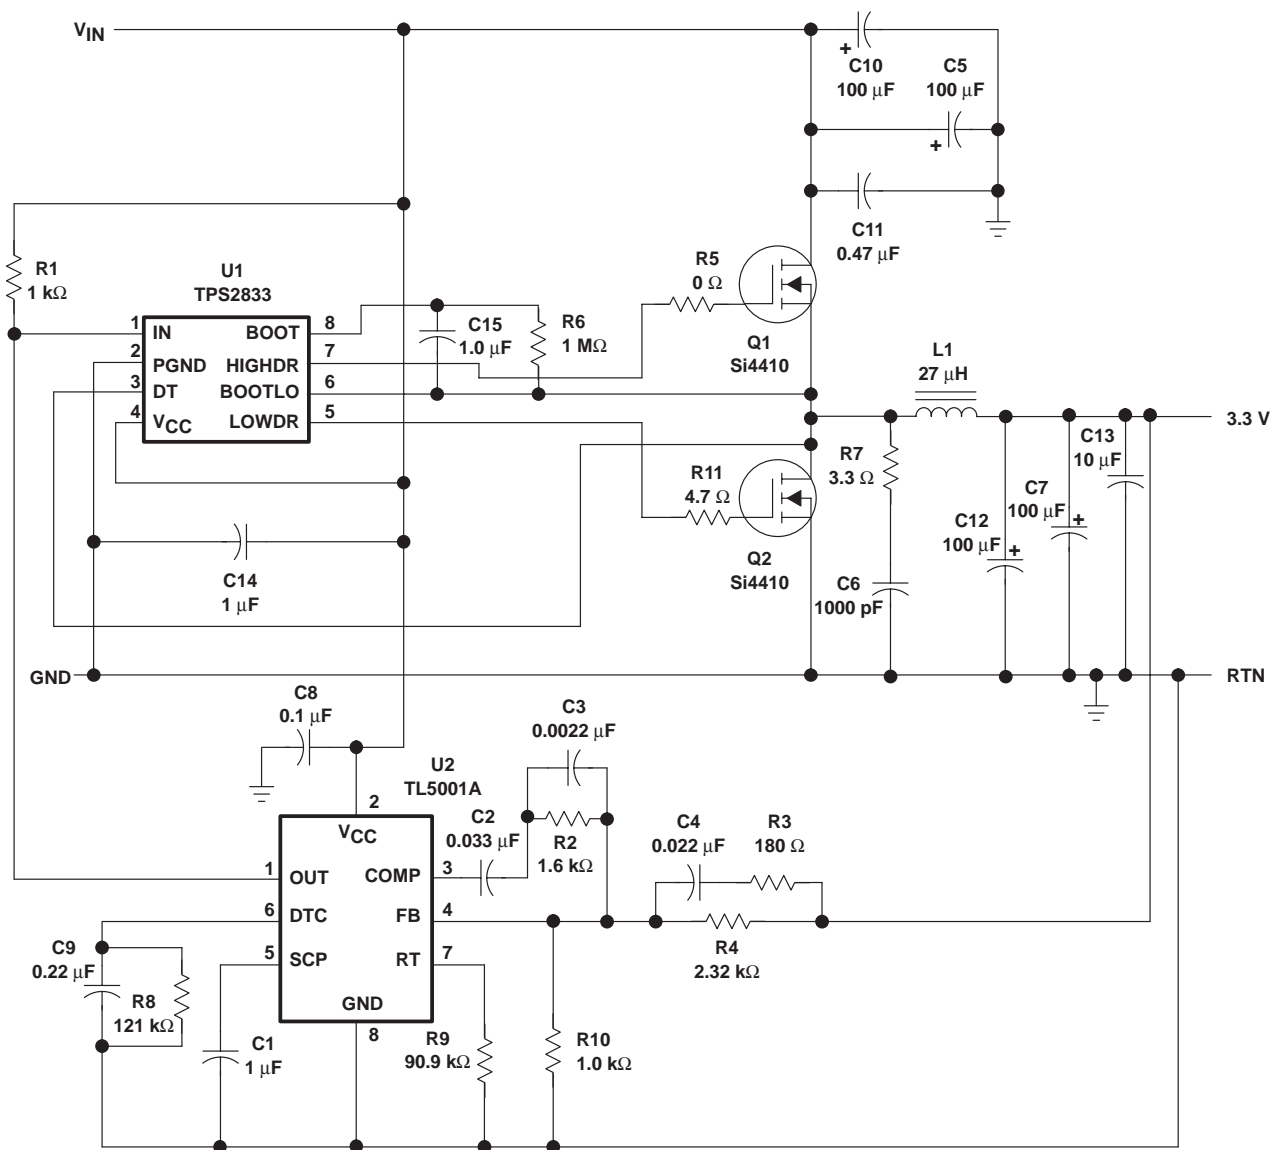 VIN
+
C10
100 μF
C5
100 μF
+
C11
0.47 μF
R1
1 kΩ
U1
TPS2833
1
IN
BOOT
8
2
PGND
HIGHDR
7
3
DT
BOOTLO
6
4
VCC
LOWDR
5
C15
1.0 μF
R6
1 MΩ
R5
0 Ω
Q1
Si4410
L1
27 μH
3.3 V
R11
4.7 Ω
R7
3.3 Ω
C13
10 μF
C7
100 μF
+
C12
100 μF
+
Q2
Si4410
C6
1000 pF
C14
1 μF
GND
RTN
C8
0.1 μF
C3
0.0022 μF
U2
TL5001A
2
VCC
C2
0.033 μF
R2
1.6 kΩ
C4
0.022 μF
R3
180 Ω
1
OUT
COMP
3
6
DTC
FB
4
5
SCP
RT
7
GND
8
R4
2.32 kΩ
C9
0.22 μF
R8
121 kΩ
C1
1 μF
R9
90.9 kΩ
R10
1.0 kΩ